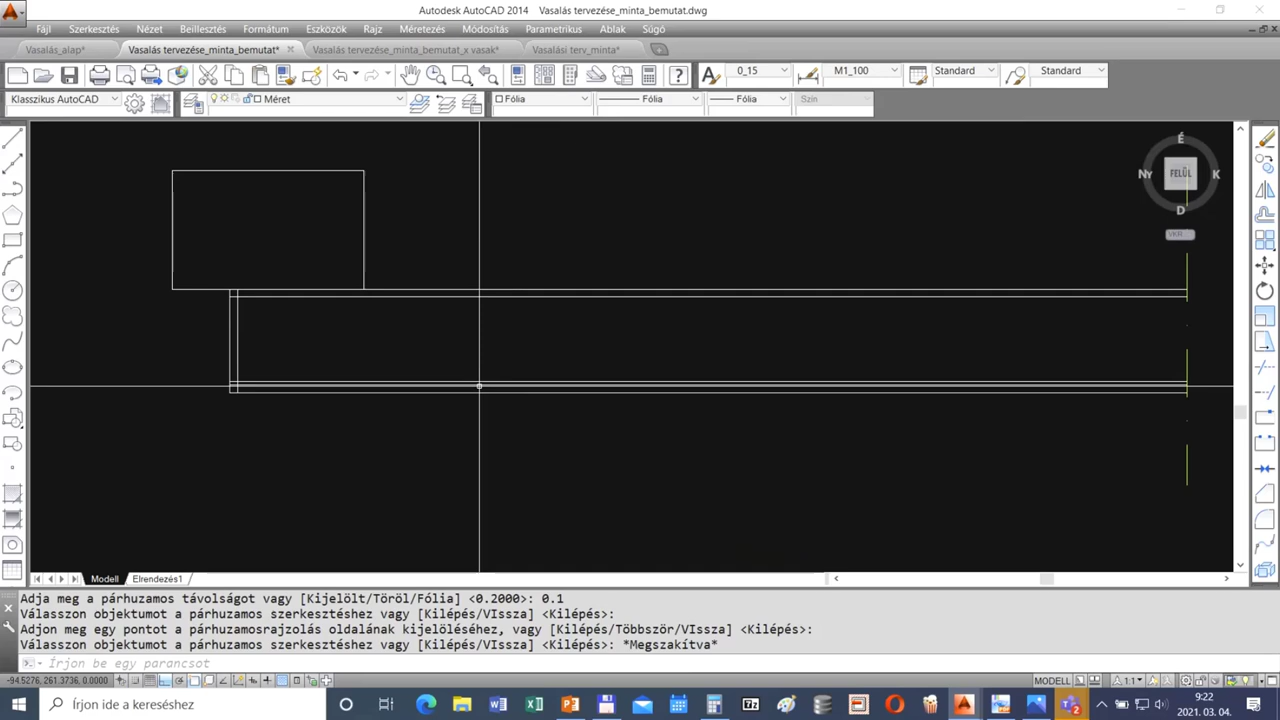 Autodesk AutoCAD 2014    Vasalás tervezése_minta_bemutat.dwg
Fájl Szerkesztés Nézet Beillesztés Formátum Eszközök Rajz Méretezés Módosítás Parametrikus Ablak Súgó
Vasalás_alap* Vasalás tervezése_minta_bemutat* Vasalás tervezése_minta_bemutat_x vasak* Vasalási terv_minta*
0_15 M1_100 Standard Standard
Klasszikus AutoCAD Méret Fólia Fólia Fólia Szín
É
Ny FELÜL K
D
VKR
Modell Elrendezés1
Adja meg a párhuzamos távolságot vagy [Kijelölt/Töröl/Fólia] <0.2000>: 0.1
Válasszon objektumot a párhuzamos szerkesztéshez vagy [Kilépés/VIssza] <Kilépés>:
Adjon meg egy pontot a párhuzamosrajzolás oldalának kijelöléséhez, vagy [Kilépés/Többször/VIssza] <Kilépés>:
Válasszon objektumot a párhuzamos szerkesztéshez vagy [Kilépés/VIssza] <Kilépés>: *Megszakítva*
Írjon be egy parancsot
-94.5276, 261.3736, 0.0000 MODELL 1:1
Írjon ide a kereséshez
9:22
2021. 03. 04.